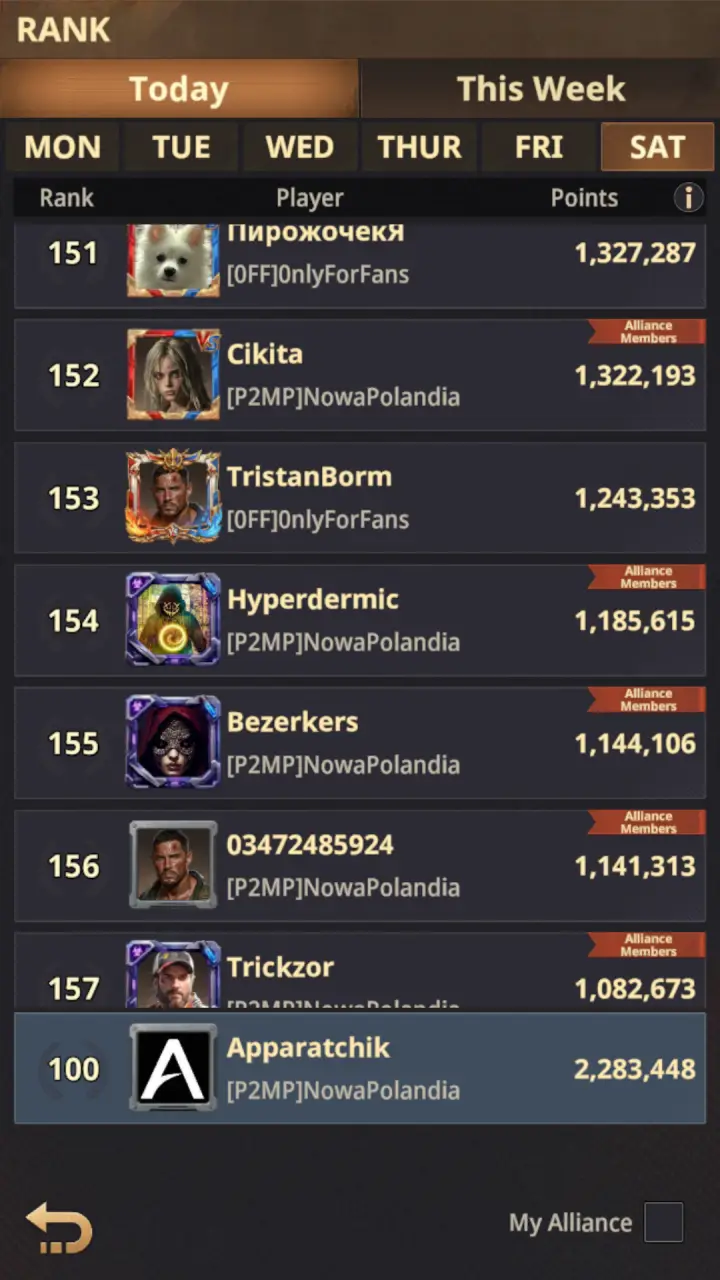 RANK
Today
This Week
MON TUE WED THUR FRI SAT
Rank Player Points i
151 ПирожочекЯ 1,327,287
[0FF]0nlyForFans
Alliance Members
152 Cikita 1,322,193
[P2MP]NowaPolandia
153 TristanBorm 1,243,353
[0FF]0nlyForFans
Alliance Members
154 Hyperdermic 1,185,615
[P2MP]NowaPolandia
Alliance Members
155 Bezerkers 1,144,106
[P2MP]NowaPolandia
Alliance Members
156 03472485924 1,141,313
[P2MP]NowaPolandia
Alliance Members
157 Trickzor 1,082,673
[P2MP]NowaPolandia
100 Apparatchik 2,283,448
[P2MP]NowaPolandia
My Alliance